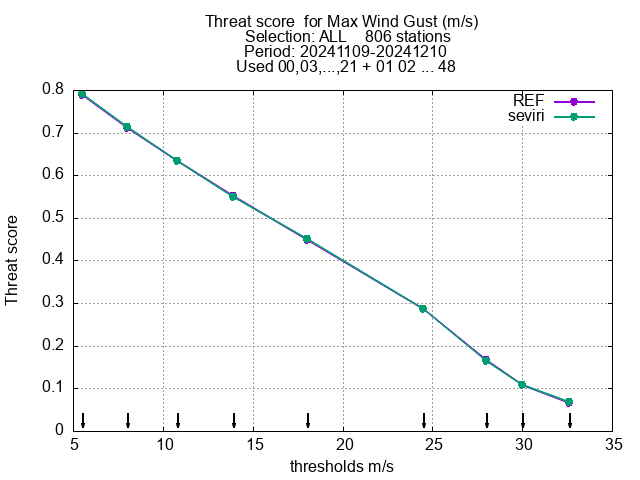 Threat score  for Max Wind Gust (m/s)
Selection: ALL    806 stations
Period: 20241109-20241210
Used 00,03,...,21 + 01 02 ... 48
REF
seviri
0.8
0.7
0.6
0.5
0.4
0.3
0.2
0.1
0
Threat score
5 10 15 20 25 30 35
thresholds m/s